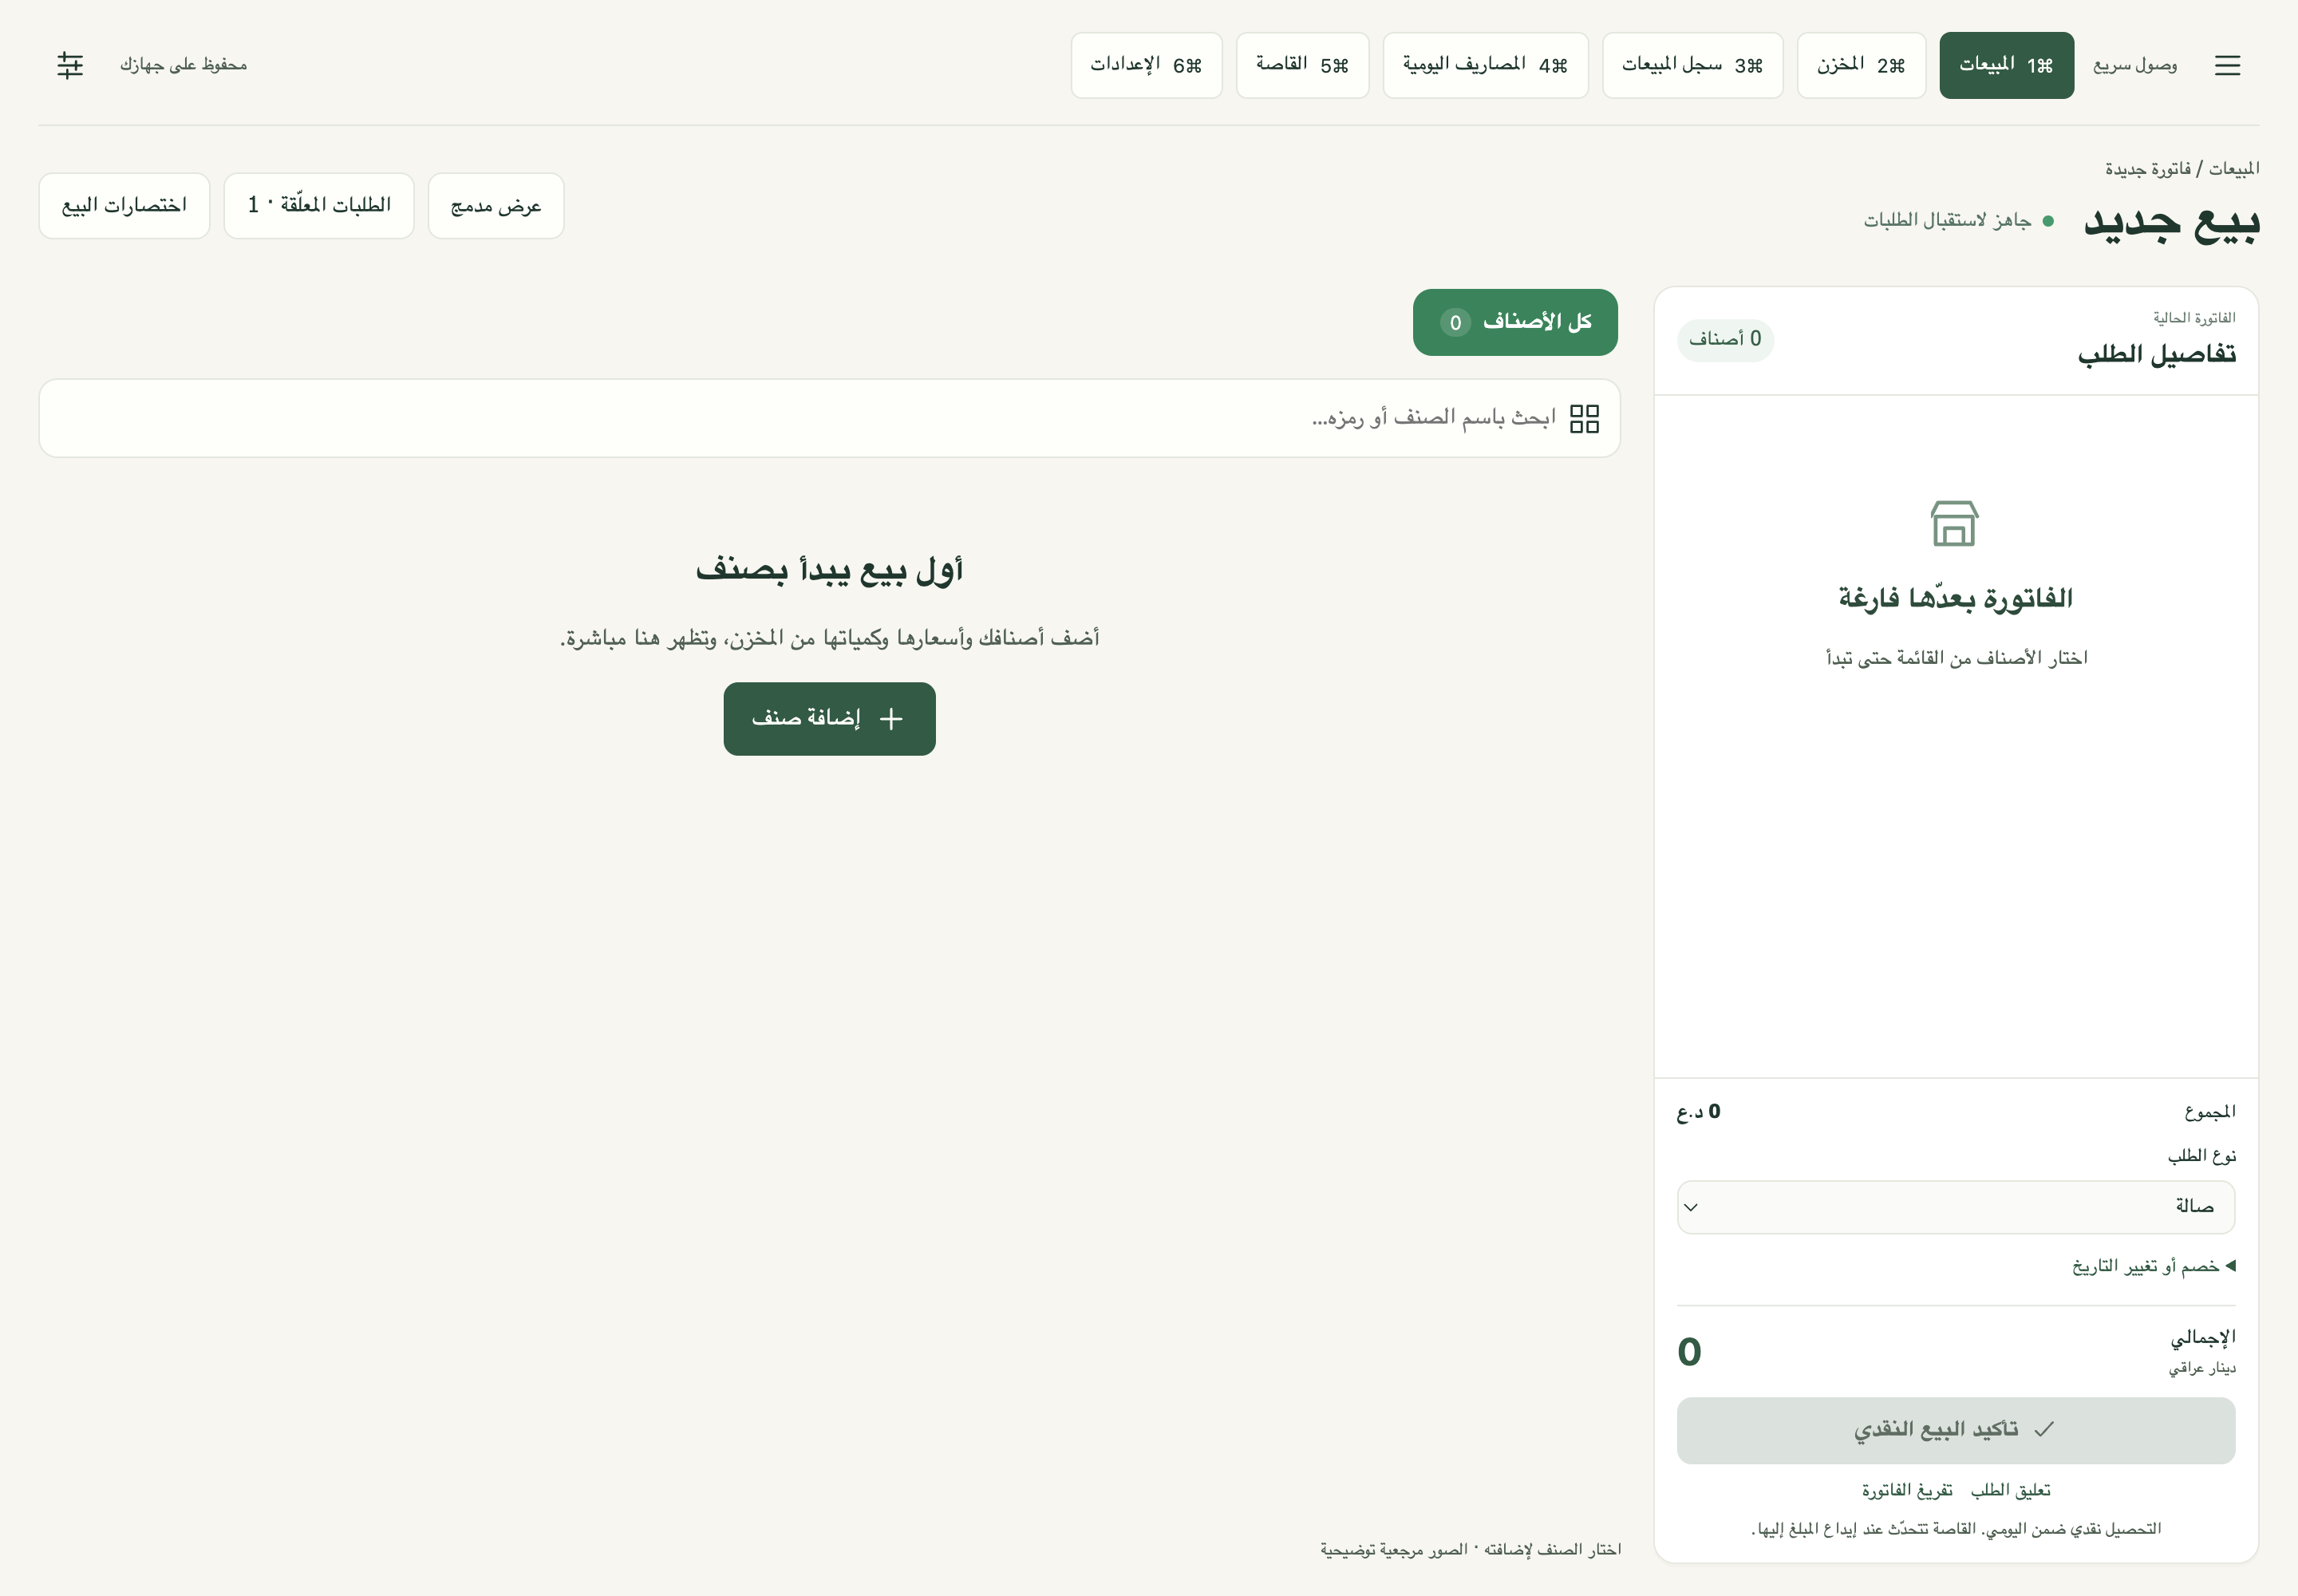 وصول سريع
⌘1 المبيعات
⌘2 المخزن
⌘3 سجل المبيعات
⌘4 المصاريف اليومية
⌘5 القاصة
⌘6 الإعدادات
محفوظ على جهازك
المبيعات / فاتورة جديدة
بيع جديد
جاهز لاستقبال الطلبات
عرض مدمج
الطلبات المعلّقة · 1
اختصارات البيع
الفاتورة الحالية
تفاصيل الطلب
0 أصناف
الفاتورة بعدّها فارغة
اختار الأصناف من القائمة حتى تبدأ
المجموع
0 د.ع
نوع الطلب
صالة
خصم أو تغيير التاريخ
الإجمالي
دينار عراقي
0
تأكيد البيع النقدي
تعليق الطلب
تفريغ الفاتورة
التحصيل نقدي ضمن اليومي. القاصة تتحدّث عند إيداع المبلغ إليها.
كل الأصناف 0
ابحث باسم الصنف أو رمزه...
أول بيع يبدأ بصنف
أضف أصنافك وأسعارها وكمياتها من المخزن، وتظهر هنا مباشرة.
إضافة صنف
اختار الصنف لإضافته · الصور مرجعية توضيحية